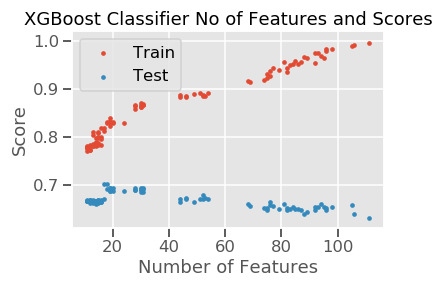 XGBoost Classifier No of Features and Scores
1.0
0.9
0.8
0.7
Score
Train
Test
20 40 60 80 100
Number of Features